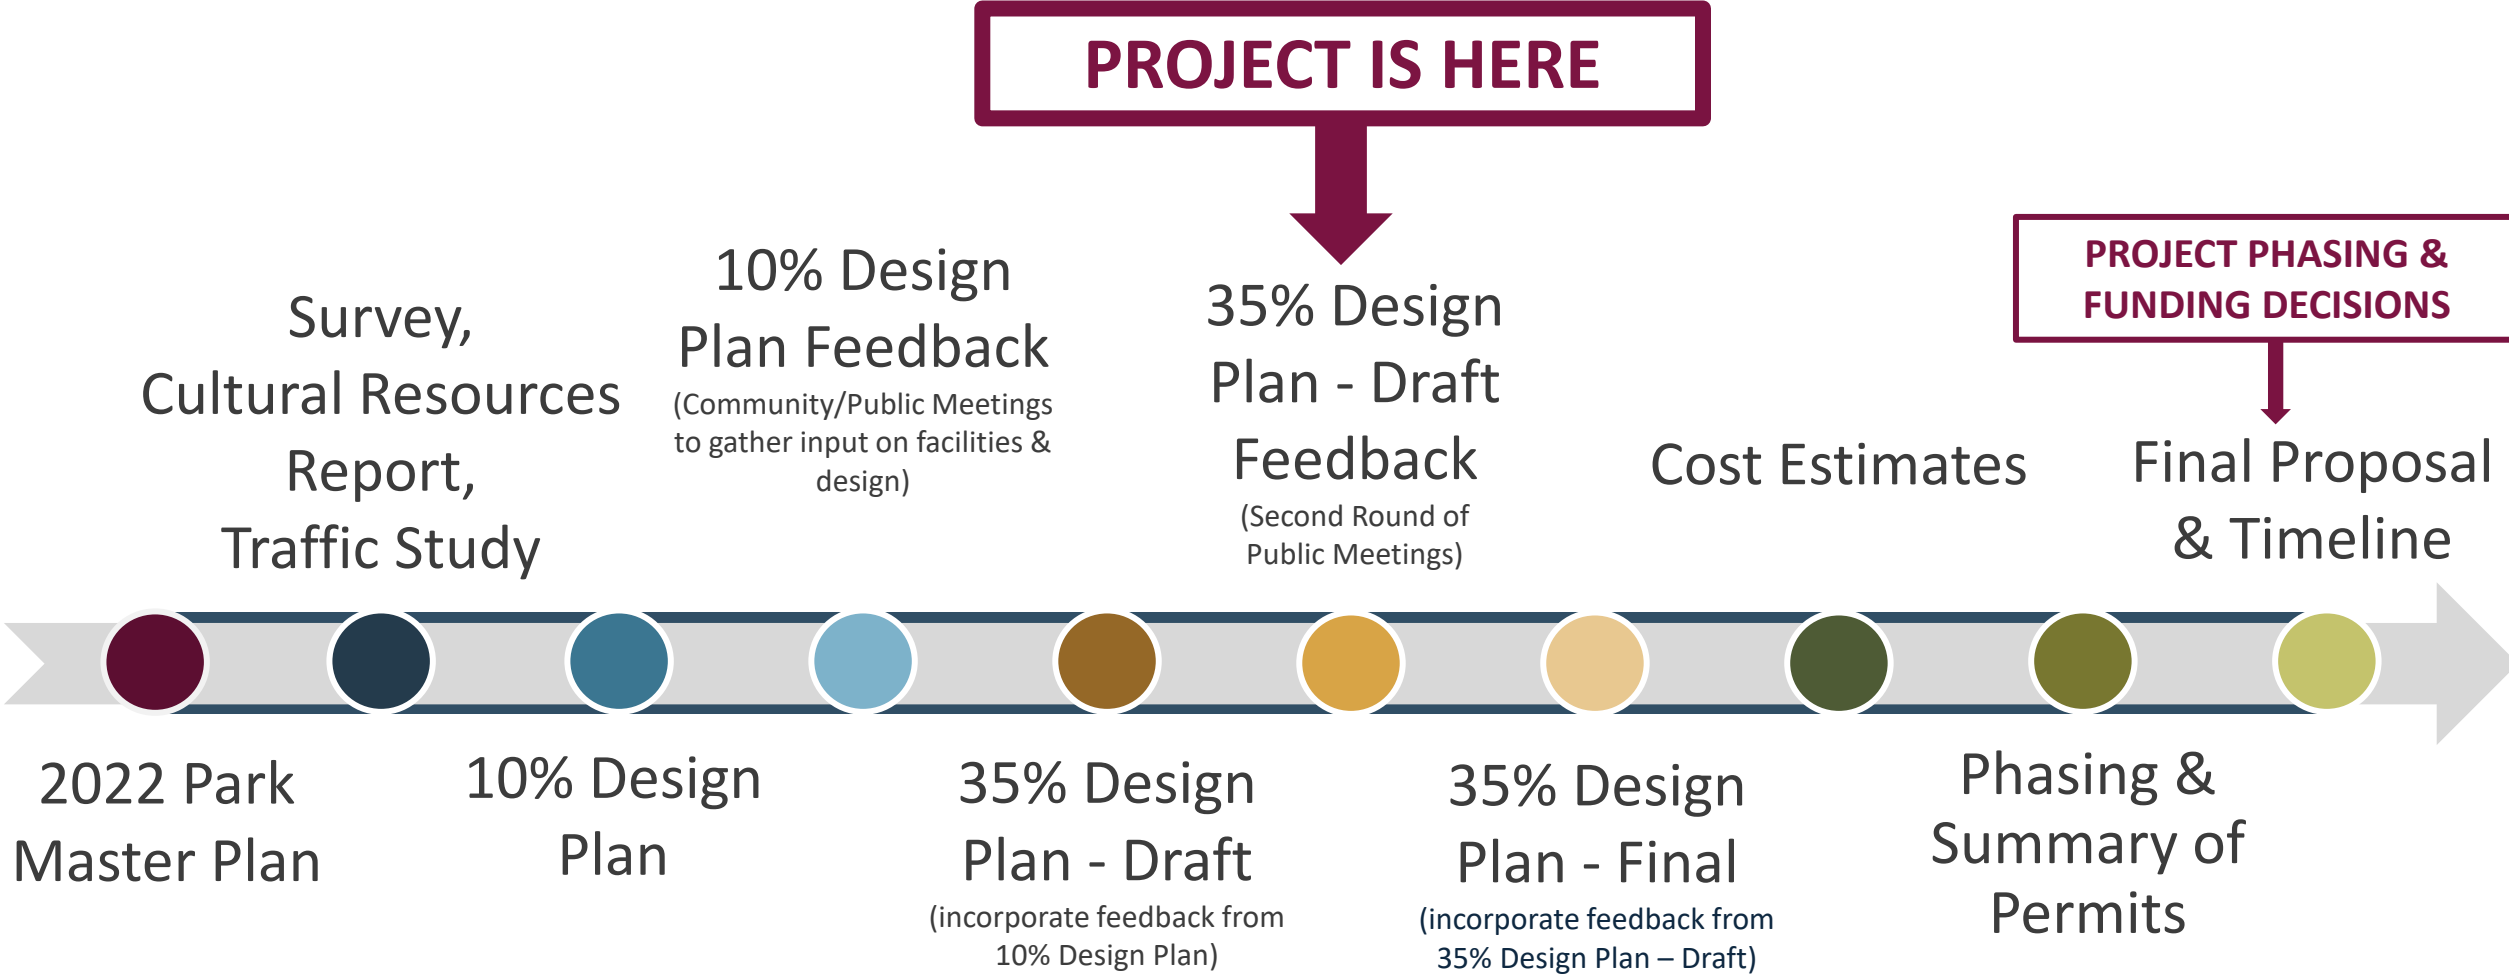 PROJECT IS HERE
PROJECT PHASING &
FUNDING DECISIONS
Survey,
Cultural Resources
Report,
Traffic Study
10% Design
Plan Feedback
(Community/Public Meetings
to gather input on facilities &
design)
35% Design
Plan - Draft
Feedback
(Second Round of
Public Meetings)
Cost Estimates
Final Proposal
& Timeline
2022 Park
Master Plan
10% Design
Plan
35% Design
Plan - Draft
(incorporate feedback from
10% Design Plan)
35% Design
Plan - Final
(incorporate feedback from
35% Design Plan – Draft)
Phasing &
Summary of
Permits